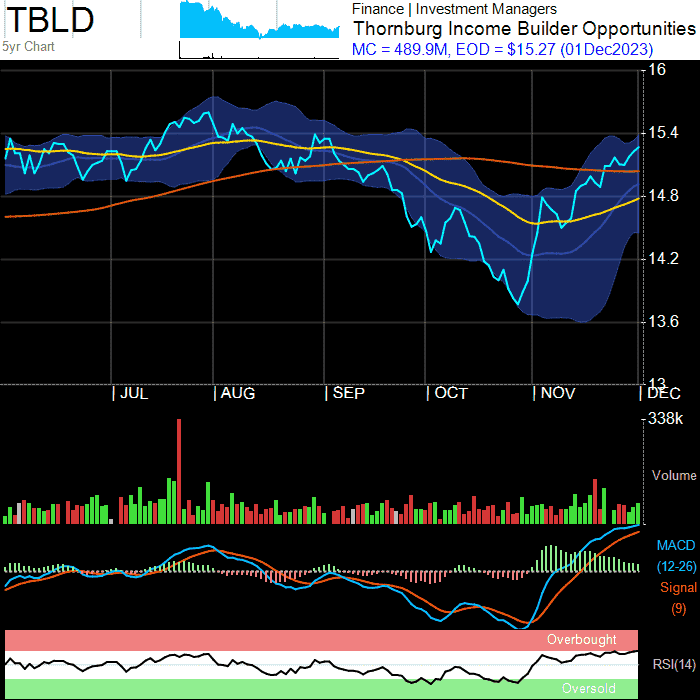 TBLD
5yr Chart
Finance | Investment Managers
Thornburg Income Builder Opportunities
MC = 489.9M, EOD = $15.27 (01Dec2023)
16
15.4
14.8
14.2
13.6
13
| JUL | AUG | SEP | OCT | NOV | DEC
338k
Volume
MACD
(12-26)
Signal
(9)
Overbought
RSI(14)
Oversold